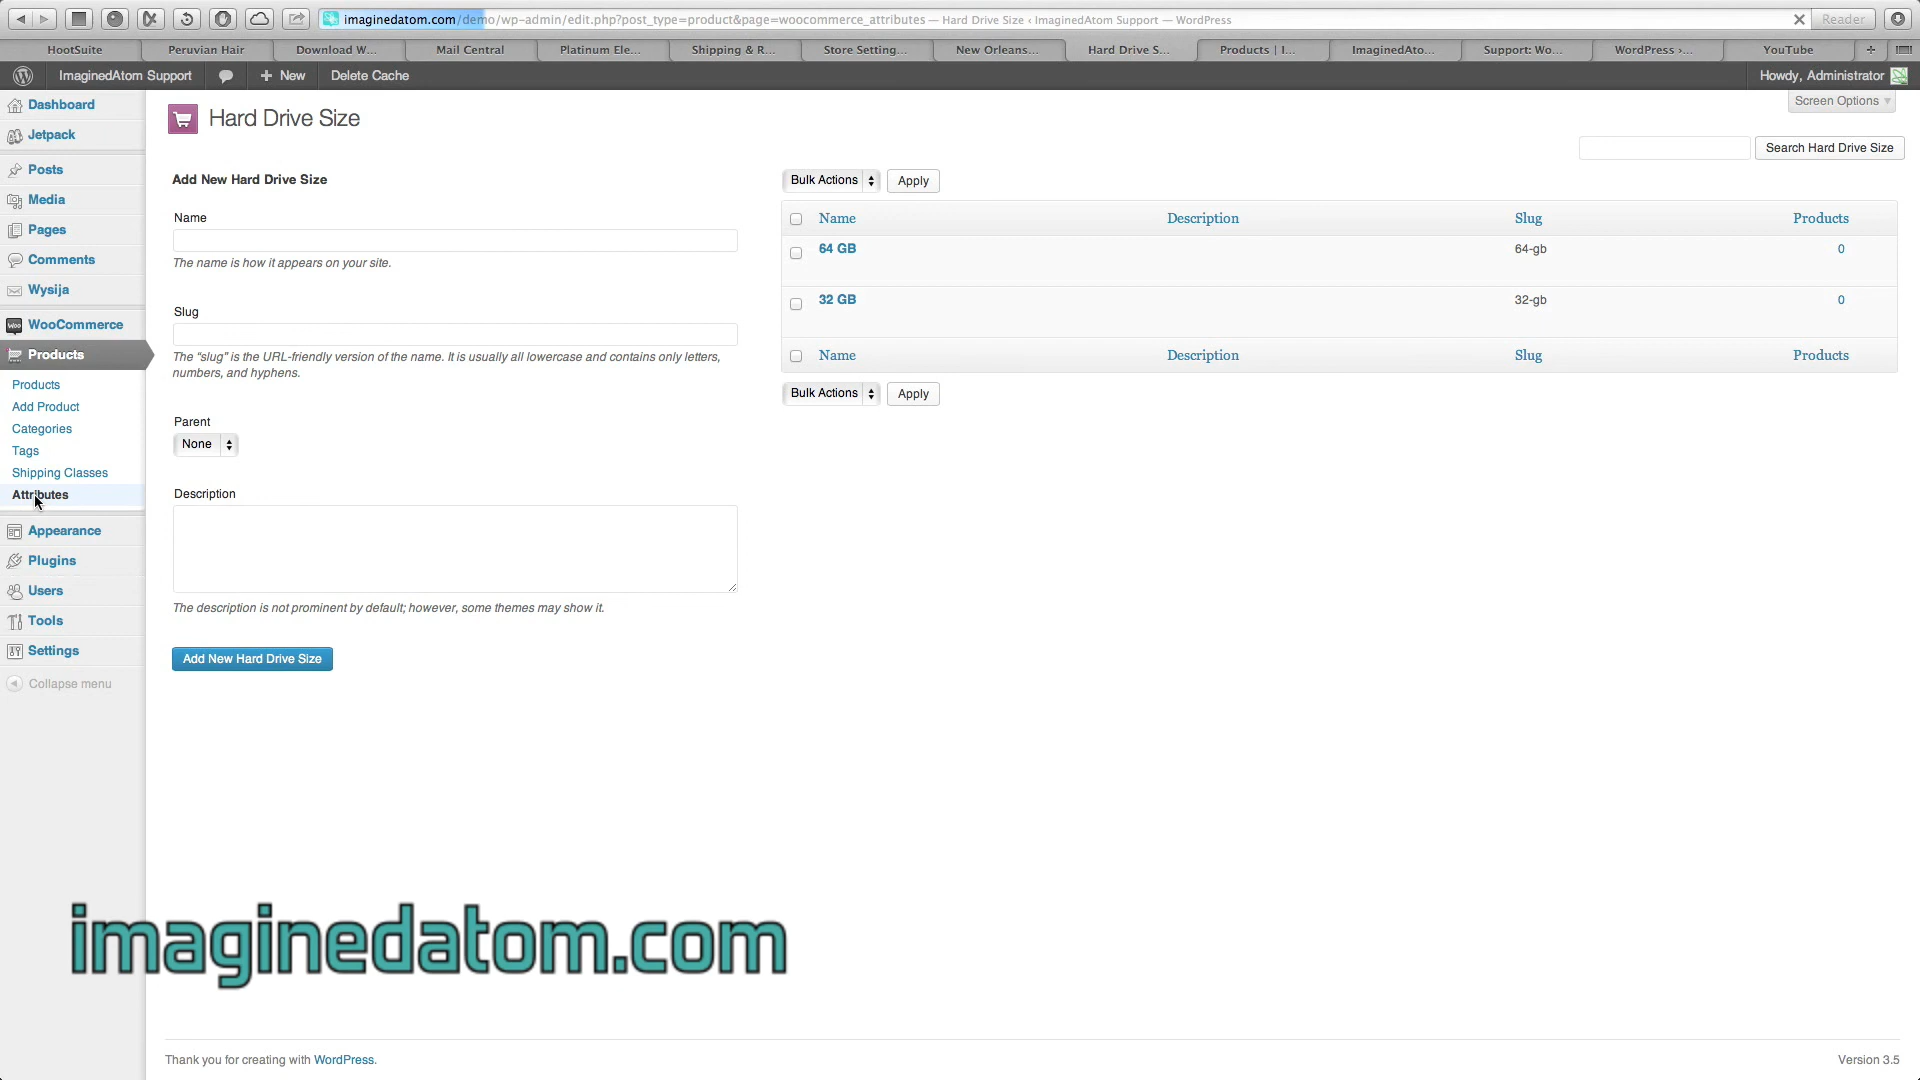 imaginedatom.com/demo/wp-admin/edit.php?post_type=product&page=woocommerce_attributes — Hard Drive Size ‹ ImaginedAtom Support — WordPress
Reader
HootSuite
Peruvian Hair
Download W...
Mail Central
Platinum Ele...
Shipping & R...
Store Setting...
New Orleans...
Hard Drive S...
Products | I...
ImaginedAto...
Support: Wo...
WordPress ›...
YouTube
ImaginedAtom Support
+ New
Delete Cache
Howdy, Administrator
Dashboard
Jetpack
Posts
Media
Pages
Comments
Wysija
WooCommerce
Products
Products
Add Product
Categories
Tags
Shipping Classes
Attributes
Appearance
Plugins
Users
Tools
Settings
Collapse menu
Screen Options
Hard Drive Size
Search Hard Drive Size
Add New Hard Drive Size
Name
The name is how it appears on your site.
Slug
The “slug” is the URL-friendly version of the name. It is usually all lowercase and contains only letters,
numbers, and hyphens.
Parent
None
Description
The description is not prominent by default; however, some themes may show it.
Add New Hard Drive Size
Bulk Actions Apply
Name Description Slug Products
64 GB 64-gb 0
32 GB 32-gb 0
Name Description Slug Products
Bulk Actions Apply
imaginedatom.com
Thank you for creating with WordPress.
Version 3.5